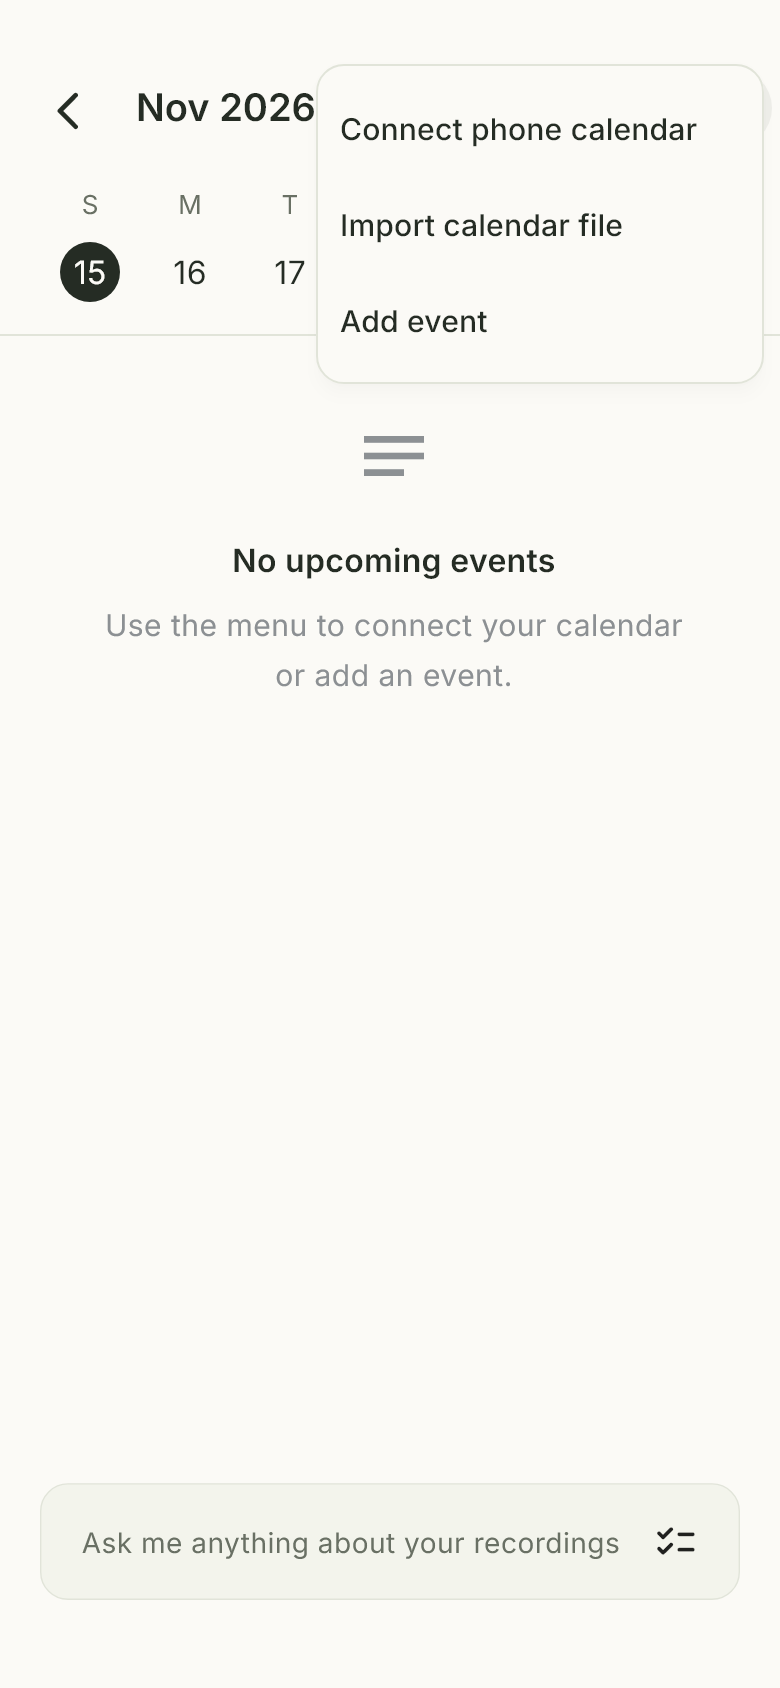 Nov 2026
Connect phone calendar
Import calendar file
Add event
S M T
15 16 17
No upcoming events
Use the menu to connect your calendar
or add an event.
Ask me anything about your recordings